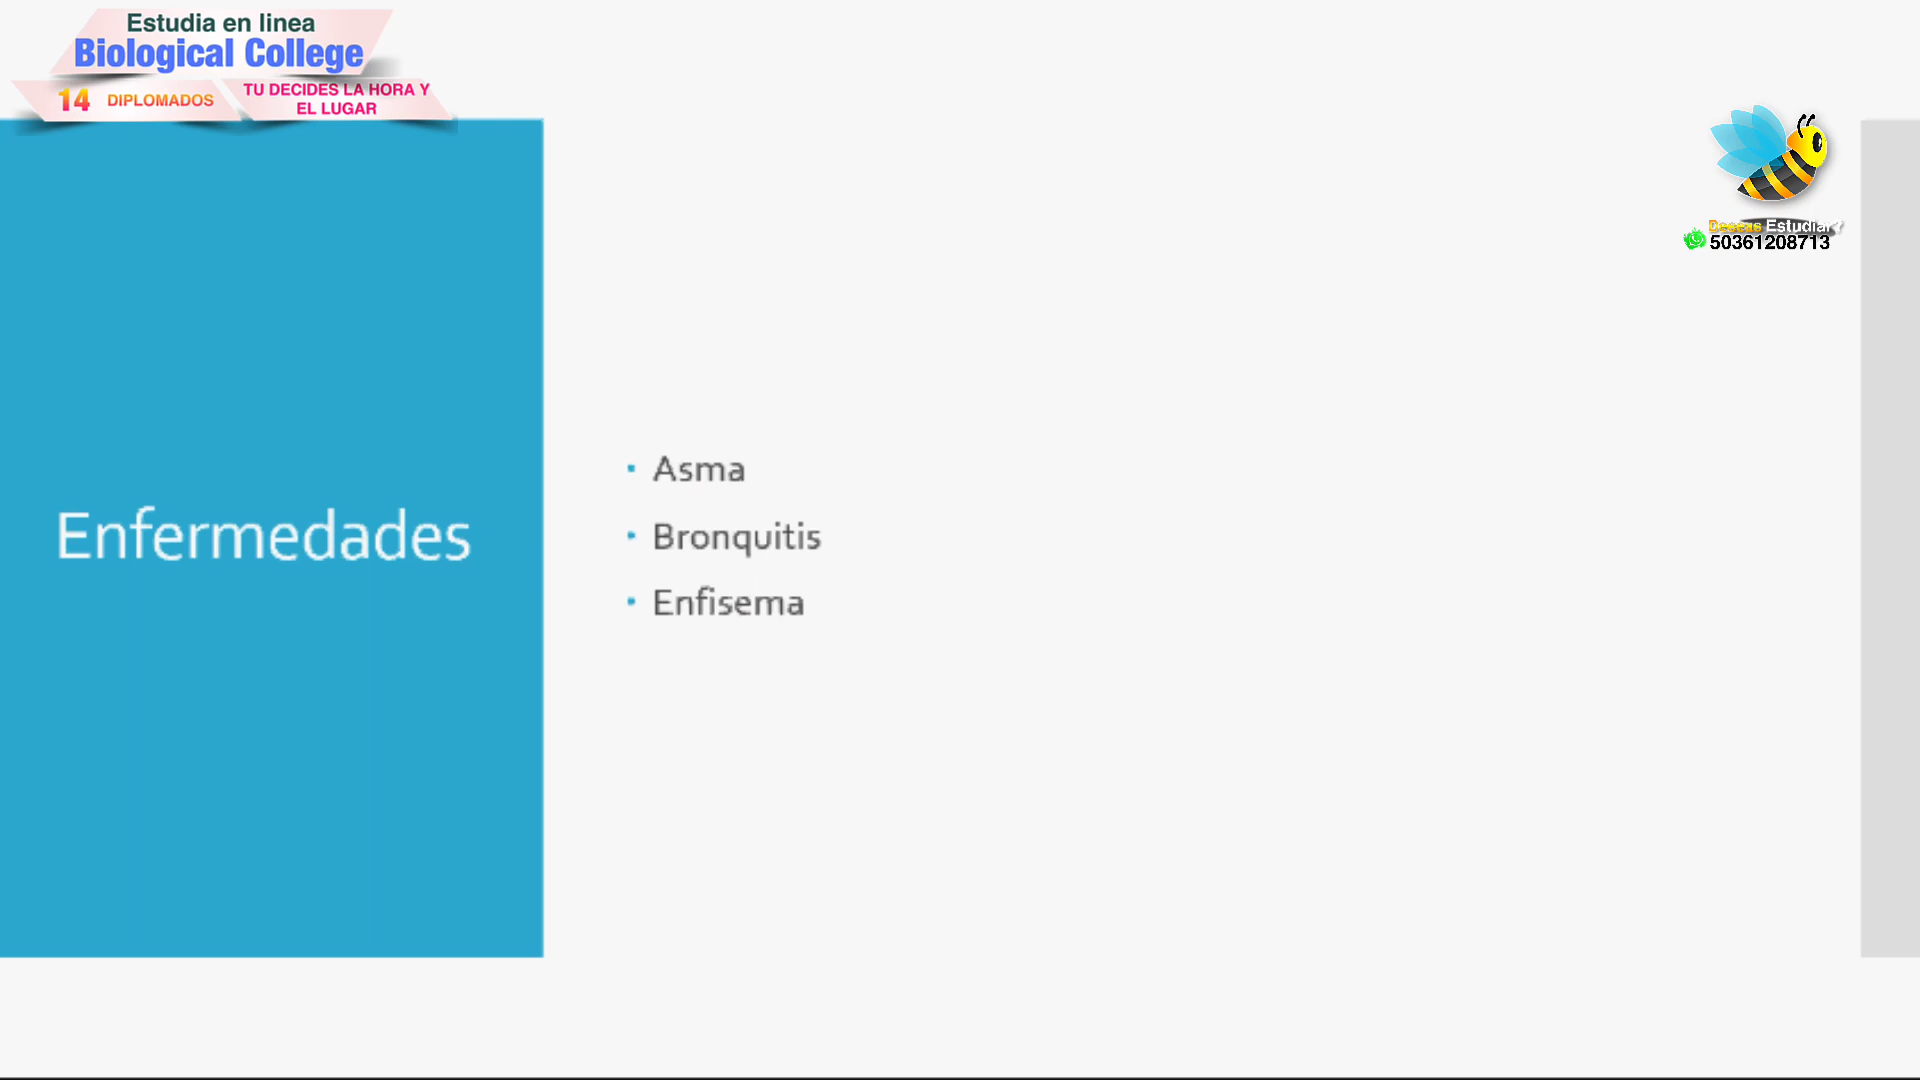 Estudia en linea
Biological College
14 DIPLOMADOS
TU DECIDES LA HORA Y
EL LUGAR
Deseas Estudiar?
50361208713
Enfermedades
• Asma
• Bronquitis
• Enfisema